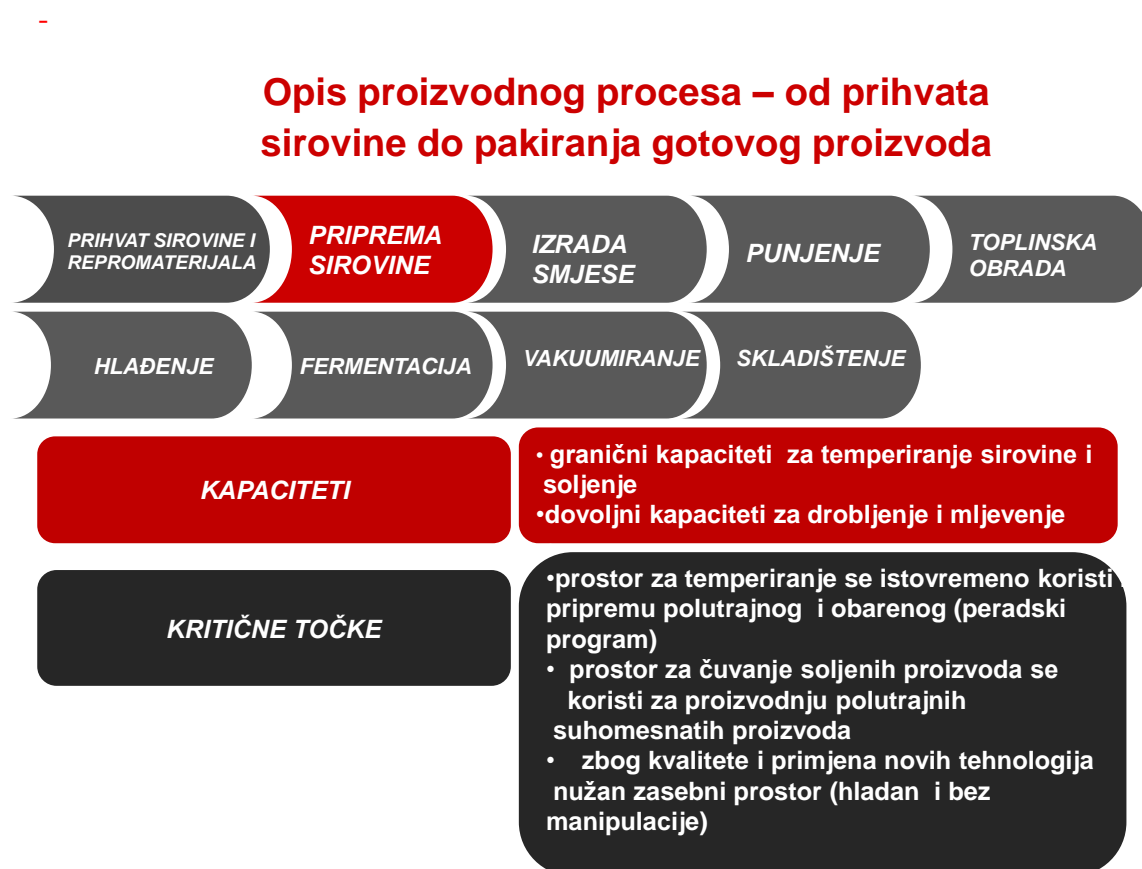 -
Opis proizvodnog procesa – od prihvata
sirovine do pakiranja gotovog proizvoda
PRIHVAT SIROVINE I
REPROMATERIJALA
PRIPREMA
SIROVINE
IZRADA
SMJESE
PUNJENJE
TOPLINSKA
OBRADA
HLAĐENJE
FERMENTACIJA
VAKUUMIRANJE
SKLADIŠTENJE
KAPACITETI
• granični kapaciteti za temperiranje sirovine i
soljenje
•dovoljni kapaciteti za drobljenje i mljevenje
KRITIČNE TOČKE
•prostor za temperiranje se istovremeno koristi
pripremu polutrajnog i obarenog (peradski
program)
• prostor za čuvanje soljenih proizvoda se
koristi za proizvodnju polutrajnih
suhomesnatih proizvoda
• zbog kvalitete i primjena novih tehnologija
nužan zasebni prostor (hladan i bez
manipulacije)